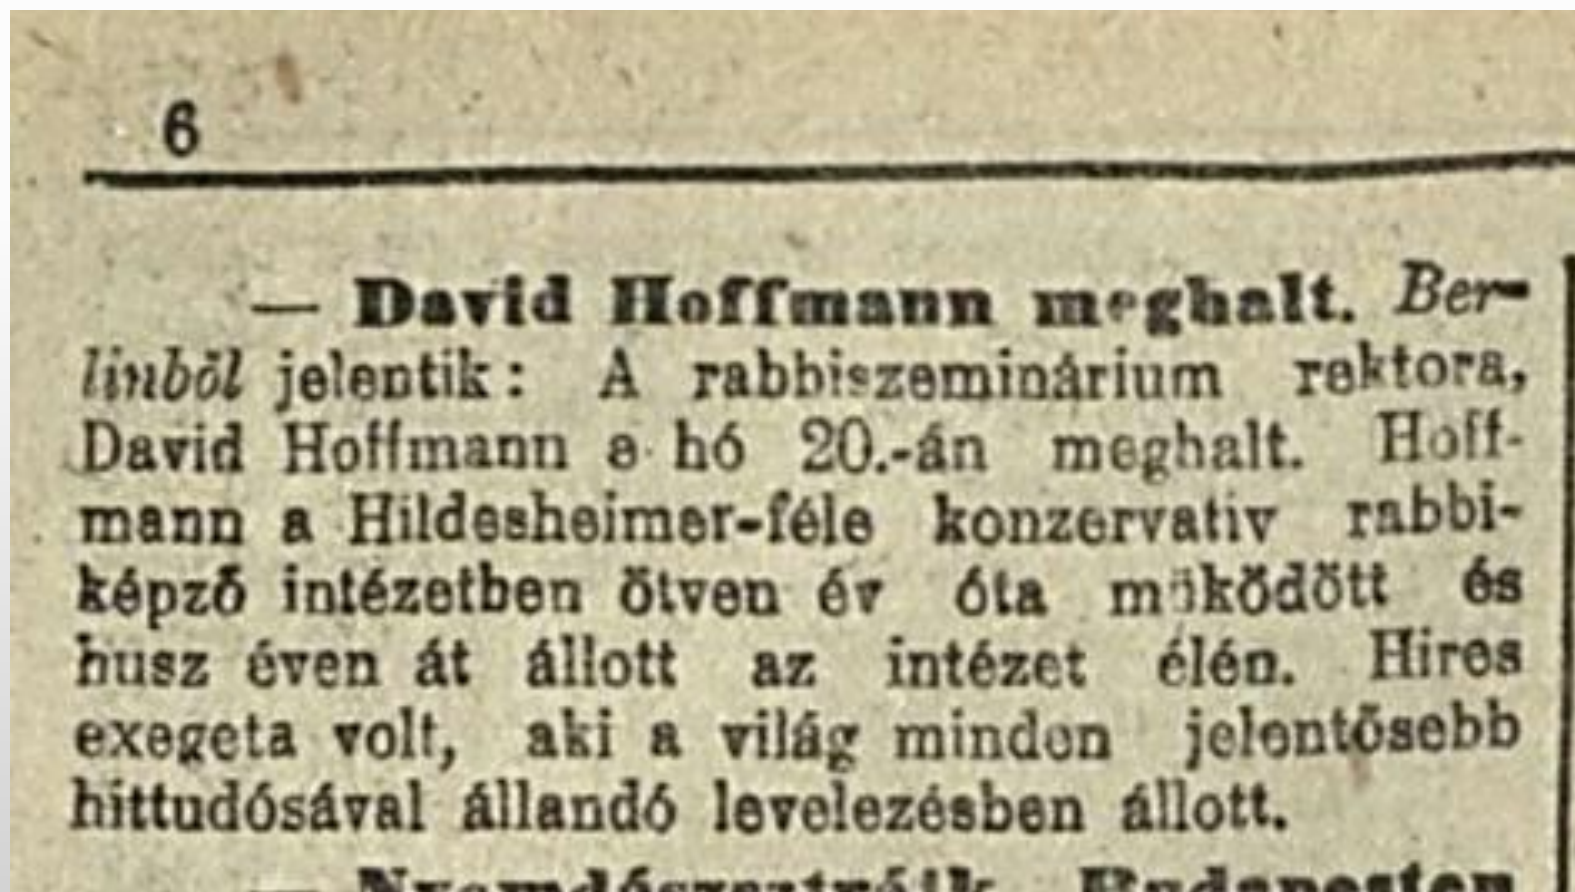 6
— David Hoffmann meghalt. Ber-
linből jelentik: A rabbiszeminárium rektora,
David Hoffmann e hó 20.-án meghalt. Hoff-
mann a Hildesheimer-féle konzervativ rabbi-
képző intézetben ötven év óta működött és
husz éven át állott az intézet élén. Hires
exegeta volt, aki a világ minden jelentősebb
hittudósával állandó levelezésben állott.
— Nyomdászsztrájk Budapesten